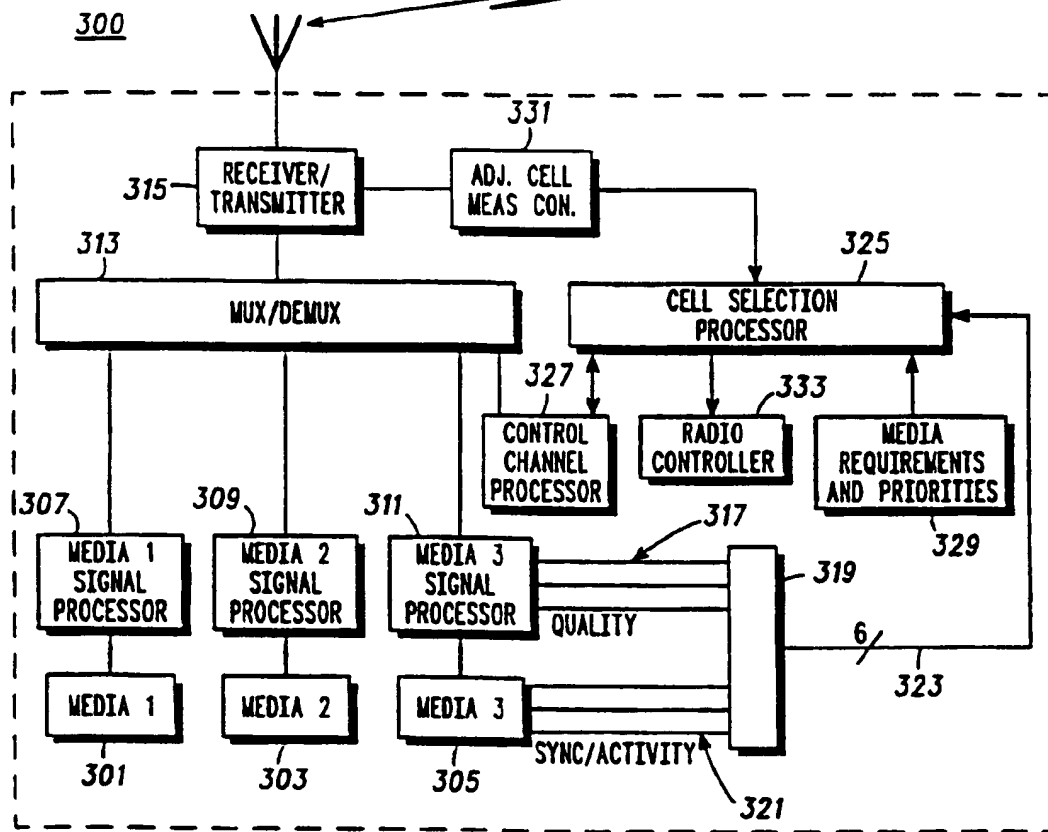 300
331
315
RECEIVER/
TRANSMITTER
ADJ. CELL
MEAS CON.
313
325
MUX/DEMUX
CELL SELECTION
PROCESSOR
327
333
CONTROL
CHANNEL
PROCESSOR
RADIO
CONTROLLER
MEDIA
REQUIREMENTS
AND PRIORITIES
329
307
309
311
317
MEDIA 1
SIGNAL
PROCESSOR
MEDIA 2
SIGNAL
PROCESSOR
MEDIA 3
SIGNAL
PROCESSOR
319
QUALITY
6
323
MEDIA 1
MEDIA 2
MEDIA 3
SYNC/ACTIVITY
301
303
305
321